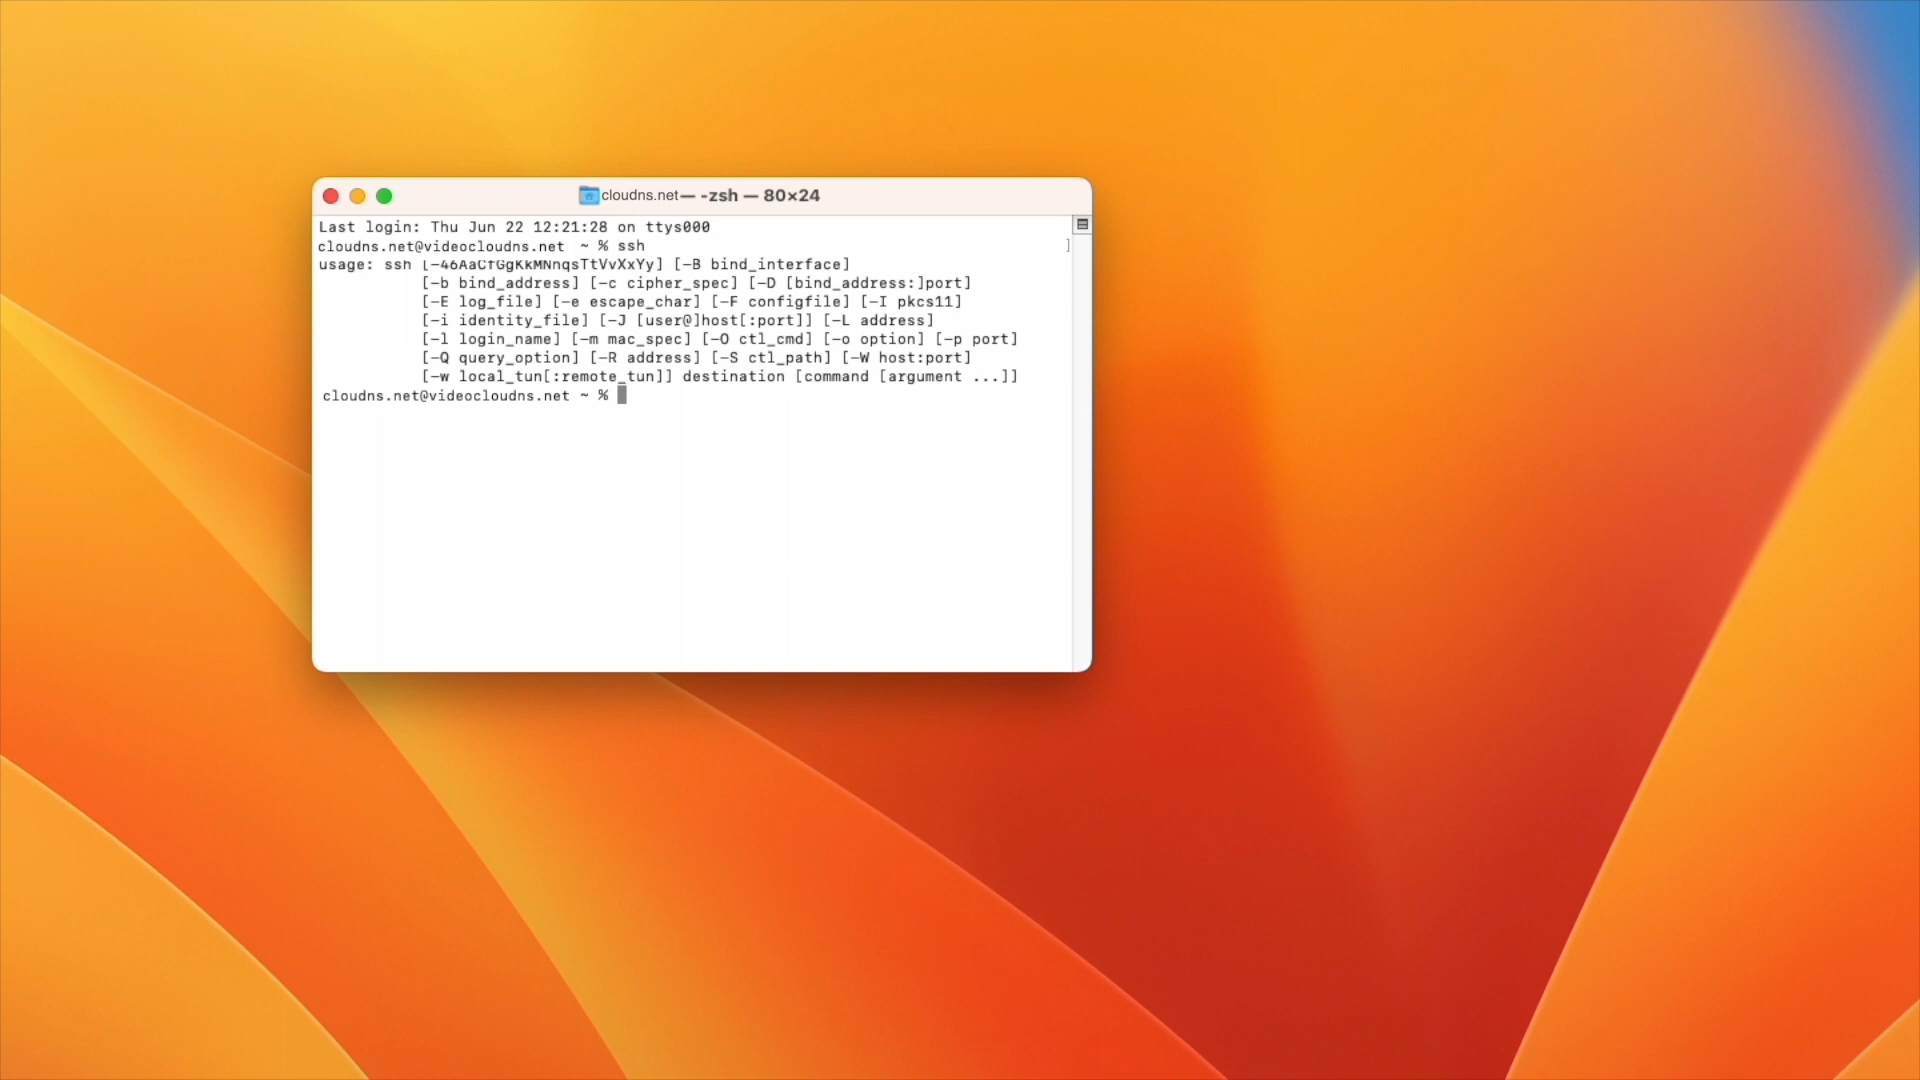 cloudns.net — -zsh — 80×24
Last login: Thu Jun 22 12:21:28 on ttys000
cloudns.net@videocloudns.net ~ % ssh ]
usage: ssh [-46AaCfGgKkMNnqsTtVvXxYy] [-B bind_interface]
[-b bind_address] [-c cipher_spec] [-D [bind_address:]port]
[-E log_file] [-e escape_char] [-F configfile] [-I pkcs11]
[-i identity_file] [-J [user@]host[:port]] [-L address]
[-l login_name] [-m mac_spec] [-O ctl_cmd] [-o option] [-p port]
[-Q query_option] [-R address] [-S ctl_path] [-W host:port]
[-w local_tun[:remote_tun]] destination [command [argument ...]]
cloudns.net@videocloudns.net ~ %